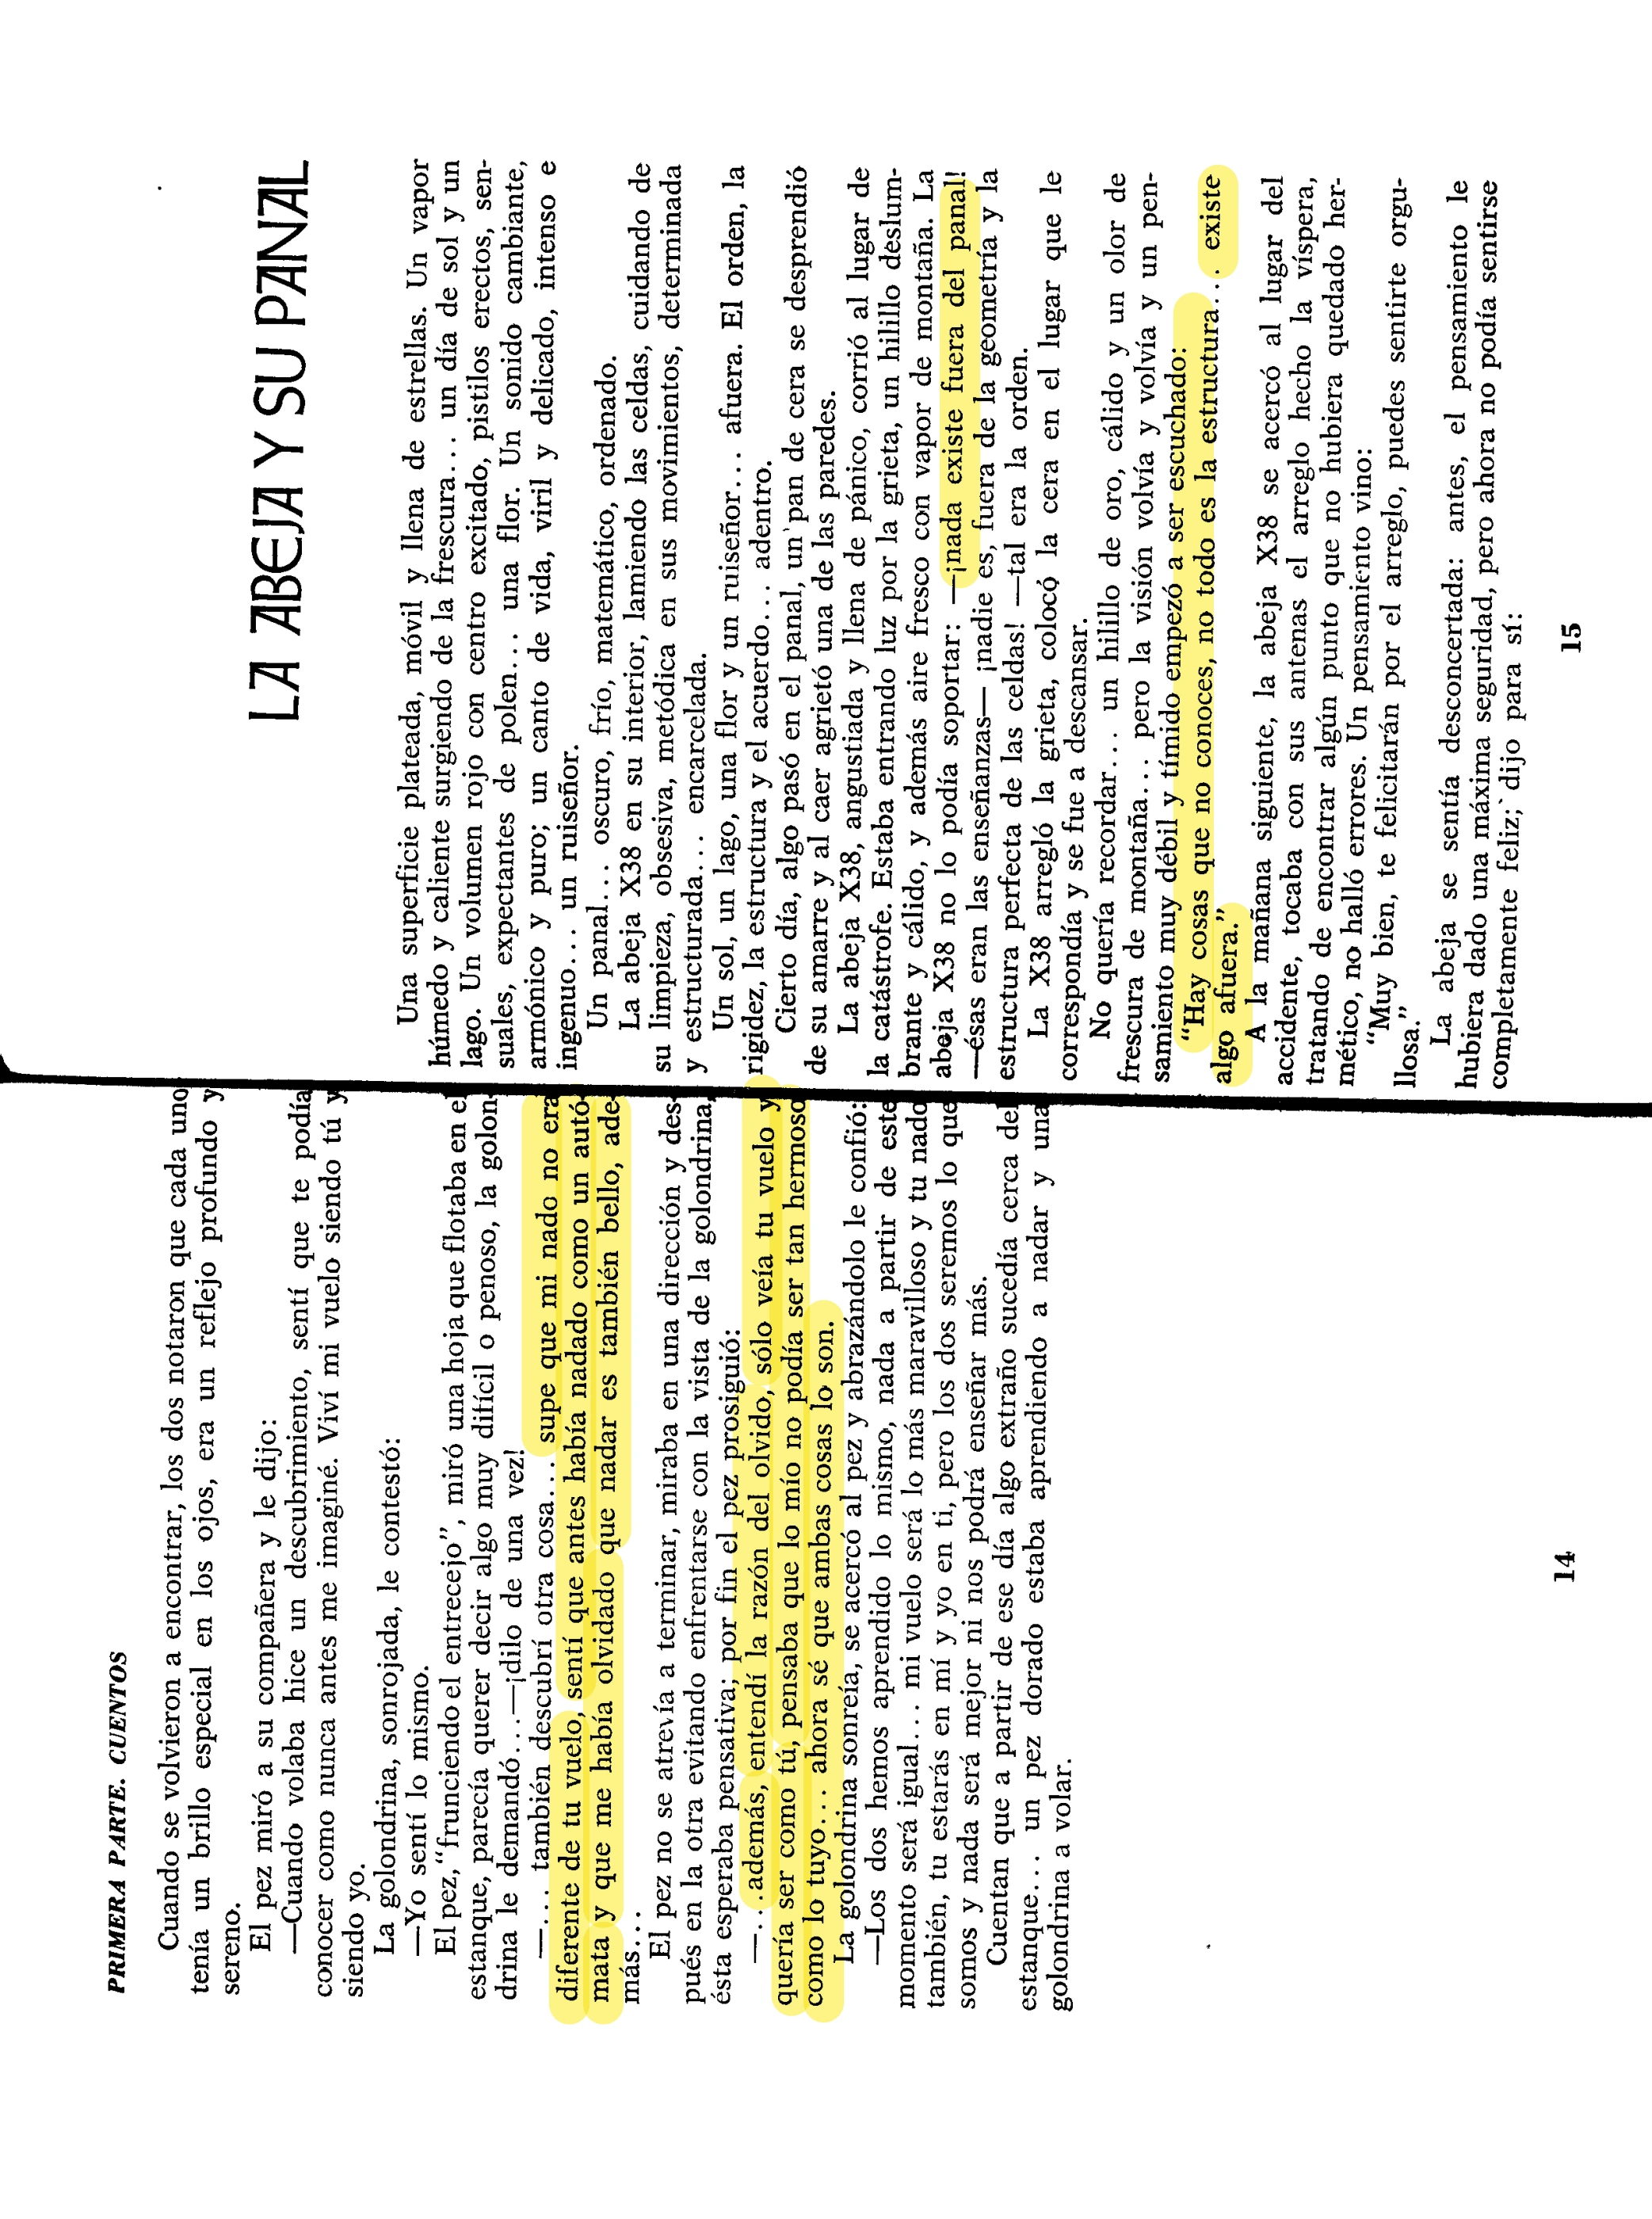 PRIMERA PARTE. CUENTOS
Cuando se volvieron a encontrar, los dos notaron que cada uno
tenía un brillo especial en los ojos, era un reflejo profundo y
sereno.
El pez miró a su compañera y le dijo:
—Cuando volaba hice un descubrimiento, sentí que te podía
conocer como nunca antes me imaginé. Viví mi vuelo siendo tú y
siendo yo.
La golondrina, sonrojada, le contestó:
—Yo sentí lo mismo.
El pez, “frunciendo el entrecejo”, miró una hoja que flotaba en el
estanque, parecía querer decir algo muy difícil o penoso, la golon-
drina le demandó...—¡dilo de una vez!
—... también descubrí otra cosa... supe que mi nado no era
diferente de tu vuelo, sentí que antes había nadado como un autó-
mata y que me había olvidado que nadar es también bello, ade-
más...
El pez no se atrevía a terminar, miraba en una dirección y des-
pués en la otra evitando enfrentarse con la vista de la golondrina,
ésta esperaba pensativa; por fin el pez prosiguió:
—...además, entendí la razón del olvido, sólo veía tu vuelo y
quería ser como tú, pensaba que lo mío no podía ser tan hermoso
como lo tuyo... ahora sé que ambas cosas lo son.
La golondrina sonreía, se acercó al pez y abrazándolo le confió:
—Los dos hemos aprendido lo mismo, nada a partir de este
momento será igual... mi vuelo será lo más maravilloso y tu nado
también, tu estarás en mí y yo en ti, pero los dos seremos lo que
somos y nada será mejor ni nos podrá enseñar más.
Cuentan que a partir de ese día algo extraño sucedía cerca del
estanque... un pez dorado estaba aprendiendo a nadar y una
golondrina a volar.
14
LA ABEJA Y SU PANAL
Una superficie plateada, móvil y llena de estrellas. Un vapor
húmedo y caliente surgiendo de la frescura... un día de sol y un
lago. Un volumen rojo con centro excitado, pistilos erectos, sen-
suales, expectantes de polen... una flor. Un sonido cambiante,
armónico y puro; un canto de vida, viril y delicado, intenso e
ingenuo... un ruiseñor.
Un panal... oscuro, frío, matemático, ordenado.
La abeja X38 en su interior, lamiendo las celdas, cuidando de
su limpieza, obsesiva, metódica en sus movimientos, determinada
y estructurada... encarcelada.
Un sol, un lago, una flor y un ruiseñor... afuera. El orden, la
rigidez, la estructura y el acuerdo... adentro.
Cierto día, algo pasó en el panal, un pan de cera se desprendió
de su amarre y al caer agrietó una de las paredes.
La abeja X38, angustiada y llena de pánico, corrió al lugar de
la catástrofe. Estaba entrando luz por la grieta, un hilillo deslum-
brante y cálido, y además aire fresco con vapor de montaña. La
abeja X38 no lo podía soportar: —¡nada existe fuera del panal!
—ésas eran las enseñanzas— ¡nadie es, fuera de la geometría y la
estructura perfecta de las celdas! —tal era la orden.
La X38 arregló la grieta, colocó la cera en el lugar que le
correspondía y se fue a descansar.
No quería recordar... un hilillo de oro, cálido y un olor de
frescura de montaña... pero la visión volvía y volvía y un pen-
samiento muy débil y tímido empezó a ser escuchado:
“Hay cosas que no conoces, no todo es la estructura... existe
algo afuera.”
A la mañana siguiente, la abeja X38 se acercó al lugar del
accidente, tocaba con sus antenas el arreglo hecho la víspera,
tratando de encontrar algún punto que no hubiera quedado her-
mético, no halló errores. Un pensamiento vino:
“Muy bien, te felicitarán por el arreglo, puedes sentirte orgu-
llosa.”
La abeja se sentía desconcertada: antes, el pensamiento le
hubiera dado una máxima seguridad, pero ahora no podía sentirse
completamente feliz; dijo para sí:
15